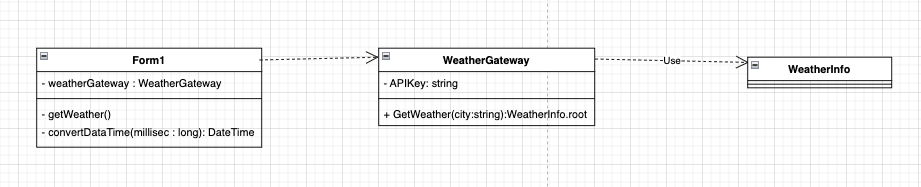 Form1
- weatherGateway : WeatherGateway
- getWeather()
- convertDataTime(millisec : long): DateTime
WeatherGateway
- APIKey: string
+ GetWeather(city:string):WeatherInfo.root
Use
WeatherInfo